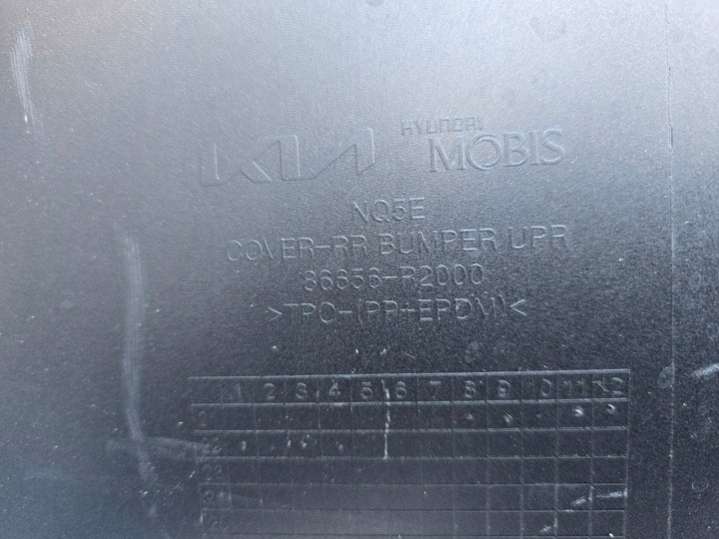 KIA HYUNDAI MOBIS
NQ5E
COVER-RR BUMPER UPR
86656-R2000
>TPO-(PP+EPDM)<
1 2 3 4 5 6 7 8 9 10 11 12